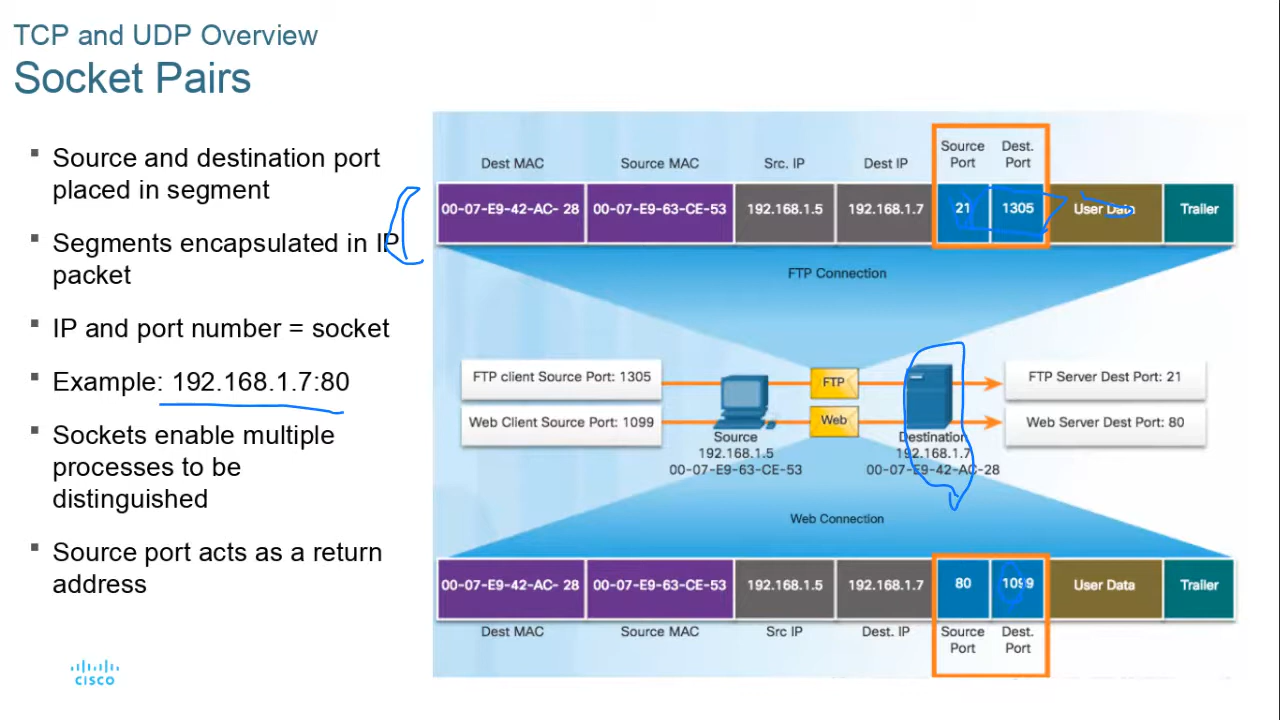 TCP and UDP Overview
Socket Pairs
▪ Source and destination port
placed in segment
▪ Segments encapsulated in IP
packet
▪ IP and port number = socket
▪ Example: 192.168.1.7:80
▪ Sockets enable multiple
processes to be
distinguished
▪ Source port acts as a return
address
cisco
Dest MAC Source MAC Src. IP Dest IP Source Port Dest. Port
00-07-E9-42-AC- 28 00-07-E9-63-CE-53 192.168.1.5 192.168.1.7 21 1305 User Data Trailer
FTP Connection
FTP client Source Port: 1305 FTP FTP Server Dest Port: 21
Web Client Source Port: 1099 Web Web Server Dest Port: 80
Source Destination
192.168.1.5 192.168.1.7
00-07-E9-63-CE-53 00-07-E9-42-AC-28
Web Connection
00-07-E9-42-AC- 28 00-07-E9-63-CE-53 192.168.1.5 192.168.1.7 80 1099 User Data Trailer
Dest MAC Source MAC Src IP Dest. IP Source Port Dest. Port